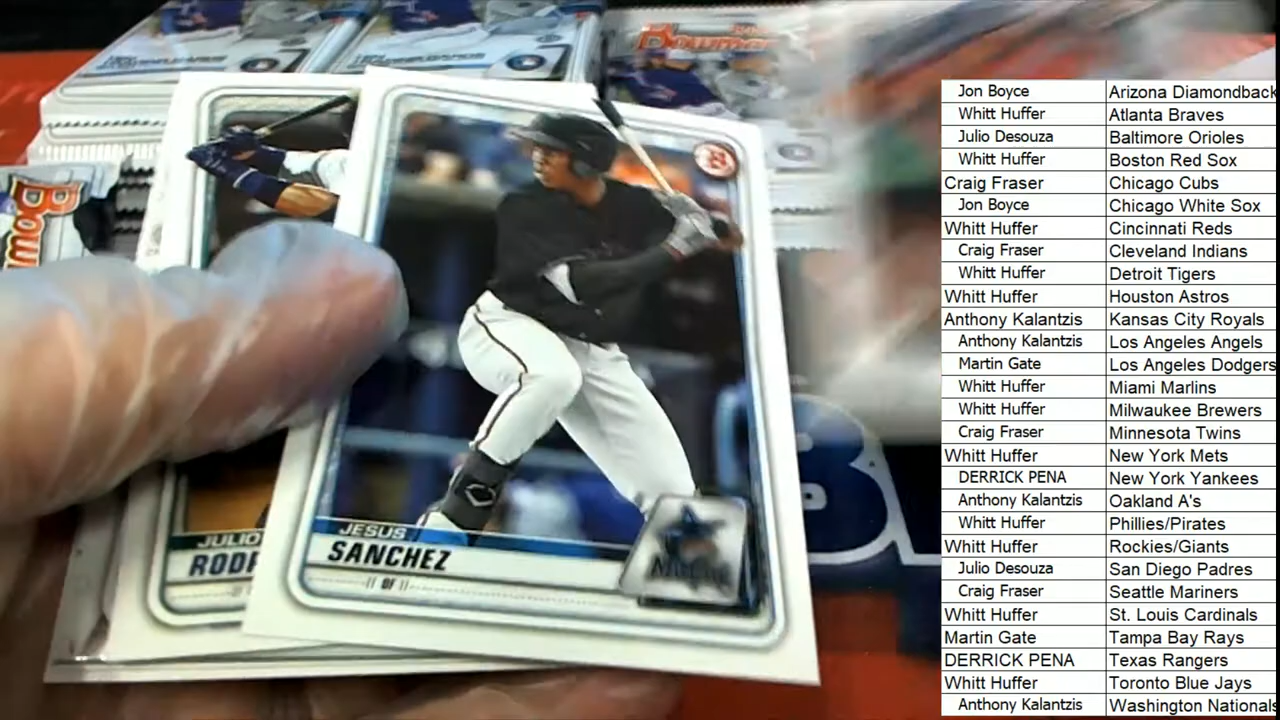 Bowman
Bow
JESUS
SANCHEZ
OF
JULIO
Jon Boyce Arizona Diamondback
Whitt Huffer Atlanta Braves
Julio Desouza Baltimore Orioles
Whitt Huffer Boston Red Sox
Craig Fraser Chicago Cubs
Jon Boyce Chicago White Sox
Whitt Huffer Cincinnati Reds
Craig Fraser Cleveland Indians
Whitt Huffer Detroit Tigers
Whitt Huffer Houston Astros
Anthony Kalantzis Kansas City Royals
Anthony Kalantzis Los Angeles Angels
Martin Gate Los Angeles Dodgers
Whitt Huffer Miami Marlins
Whitt Huffer Milwaukee Brewers
Craig Fraser Minnesota Twins
Whitt Huffer New York Mets
DERRICK PENA New York Yankees
Anthony Kalantzis Oakland A's
Whitt Huffer Phillies/Pirates
Whitt Huffer Rockies/Giants
Julio Desouza San Diego Padres
Craig Fraser Seattle Mariners
Whitt Huffer St. Louis Cardinals
Martin Gate Tampa Bay Rays
DERRICK PENA Texas Rangers
Whitt Huffer Toronto Blue Jays
Anthony Kalantzis Washington Nationals